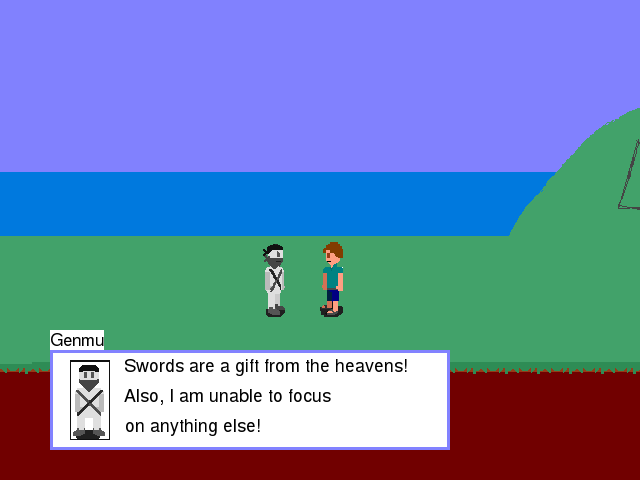 Genmu
Swords are a gift from the heavens!
Also, I am unable to focus
on anything else!